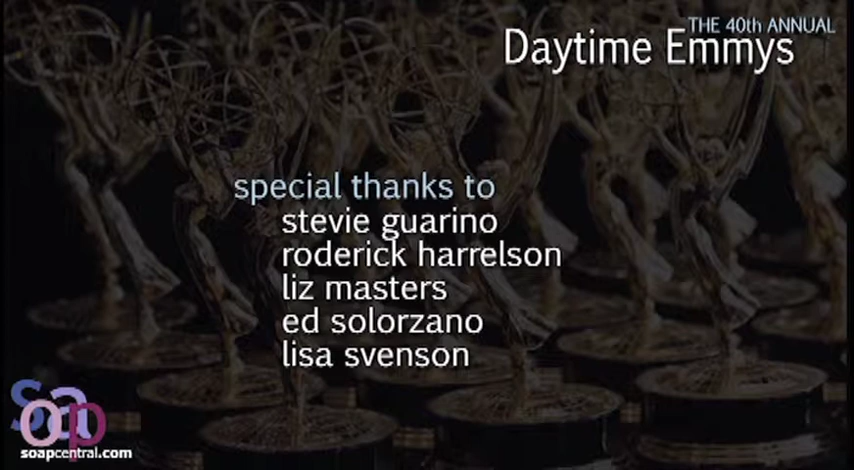 THE 40th ANNUAL
Daytime Emmys
special thanks to
stevie guarino
roderick harrelson
liz masters
ed solorzano
lisa svenson
soap
soapcentral.com